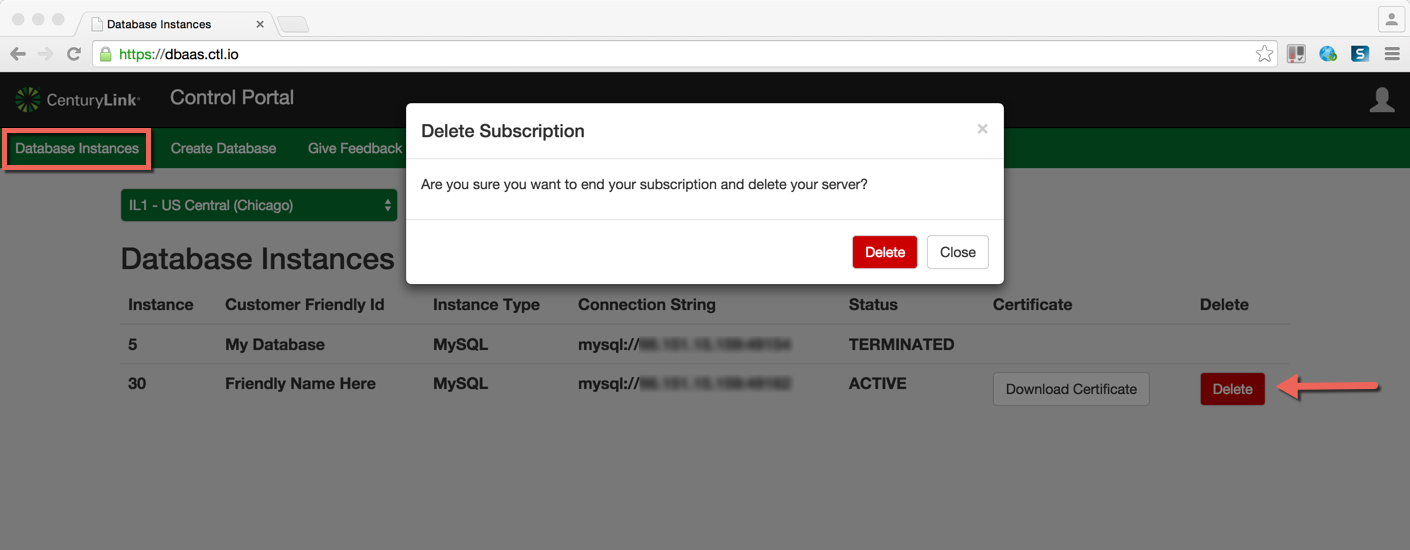 Database Instances
https://dbaas.ctl.io
CenturyLink® Control Portal
Database Instances Create Database Give Feedback
Delete Subscription ×
Are you sure you want to end your subscription and delete your server?
Delete Close
IL1 - US Central (Chicago)
Database Instances
Instance Customer Friendly Id Instance Type Connection String Status Certificate Delete
5 My Database MySQL mysql:// TERMINATED
30 Friendly Name Here MySQL mysql:// ACTIVE Download Certificate Delete